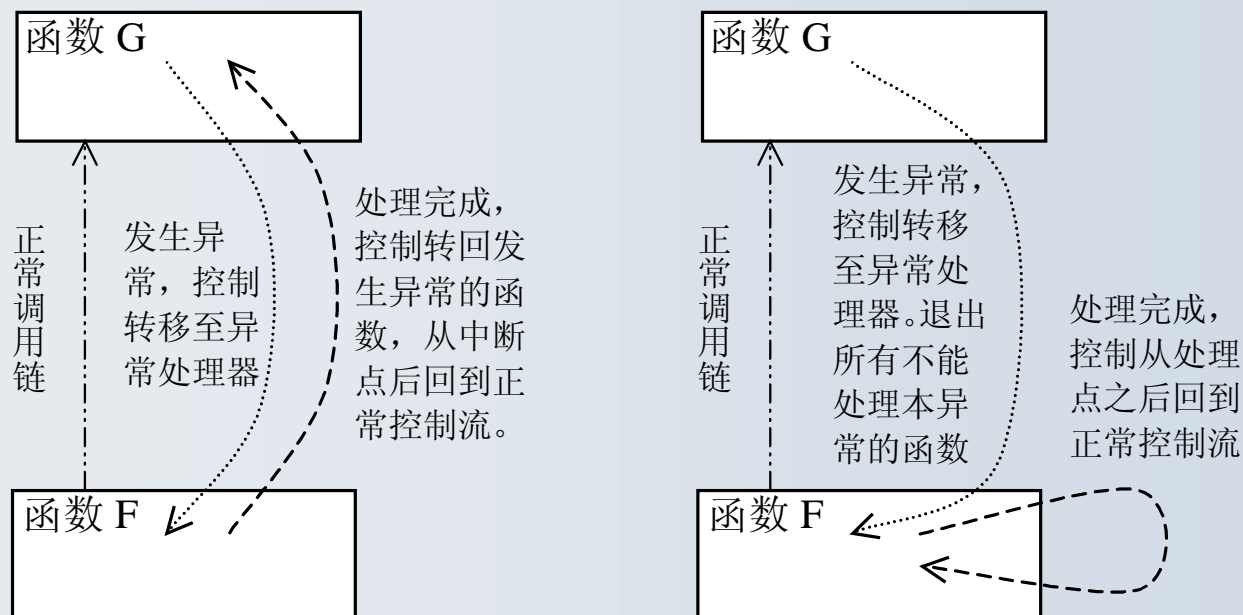 函数 G
正常调用链
发生异
常，控制
转移至异
常处理器
处理完成，
控制转回发
生异常的函
数，从中断
点后回到正
常控制流。
函数 F
函数 G
正常调用链
发生异常，
控制转移
至异常处
理器。退出
所有不能
处理本异
常的函数
处理完成，
控制从处理
点之后回到
正常控制流
函数 F